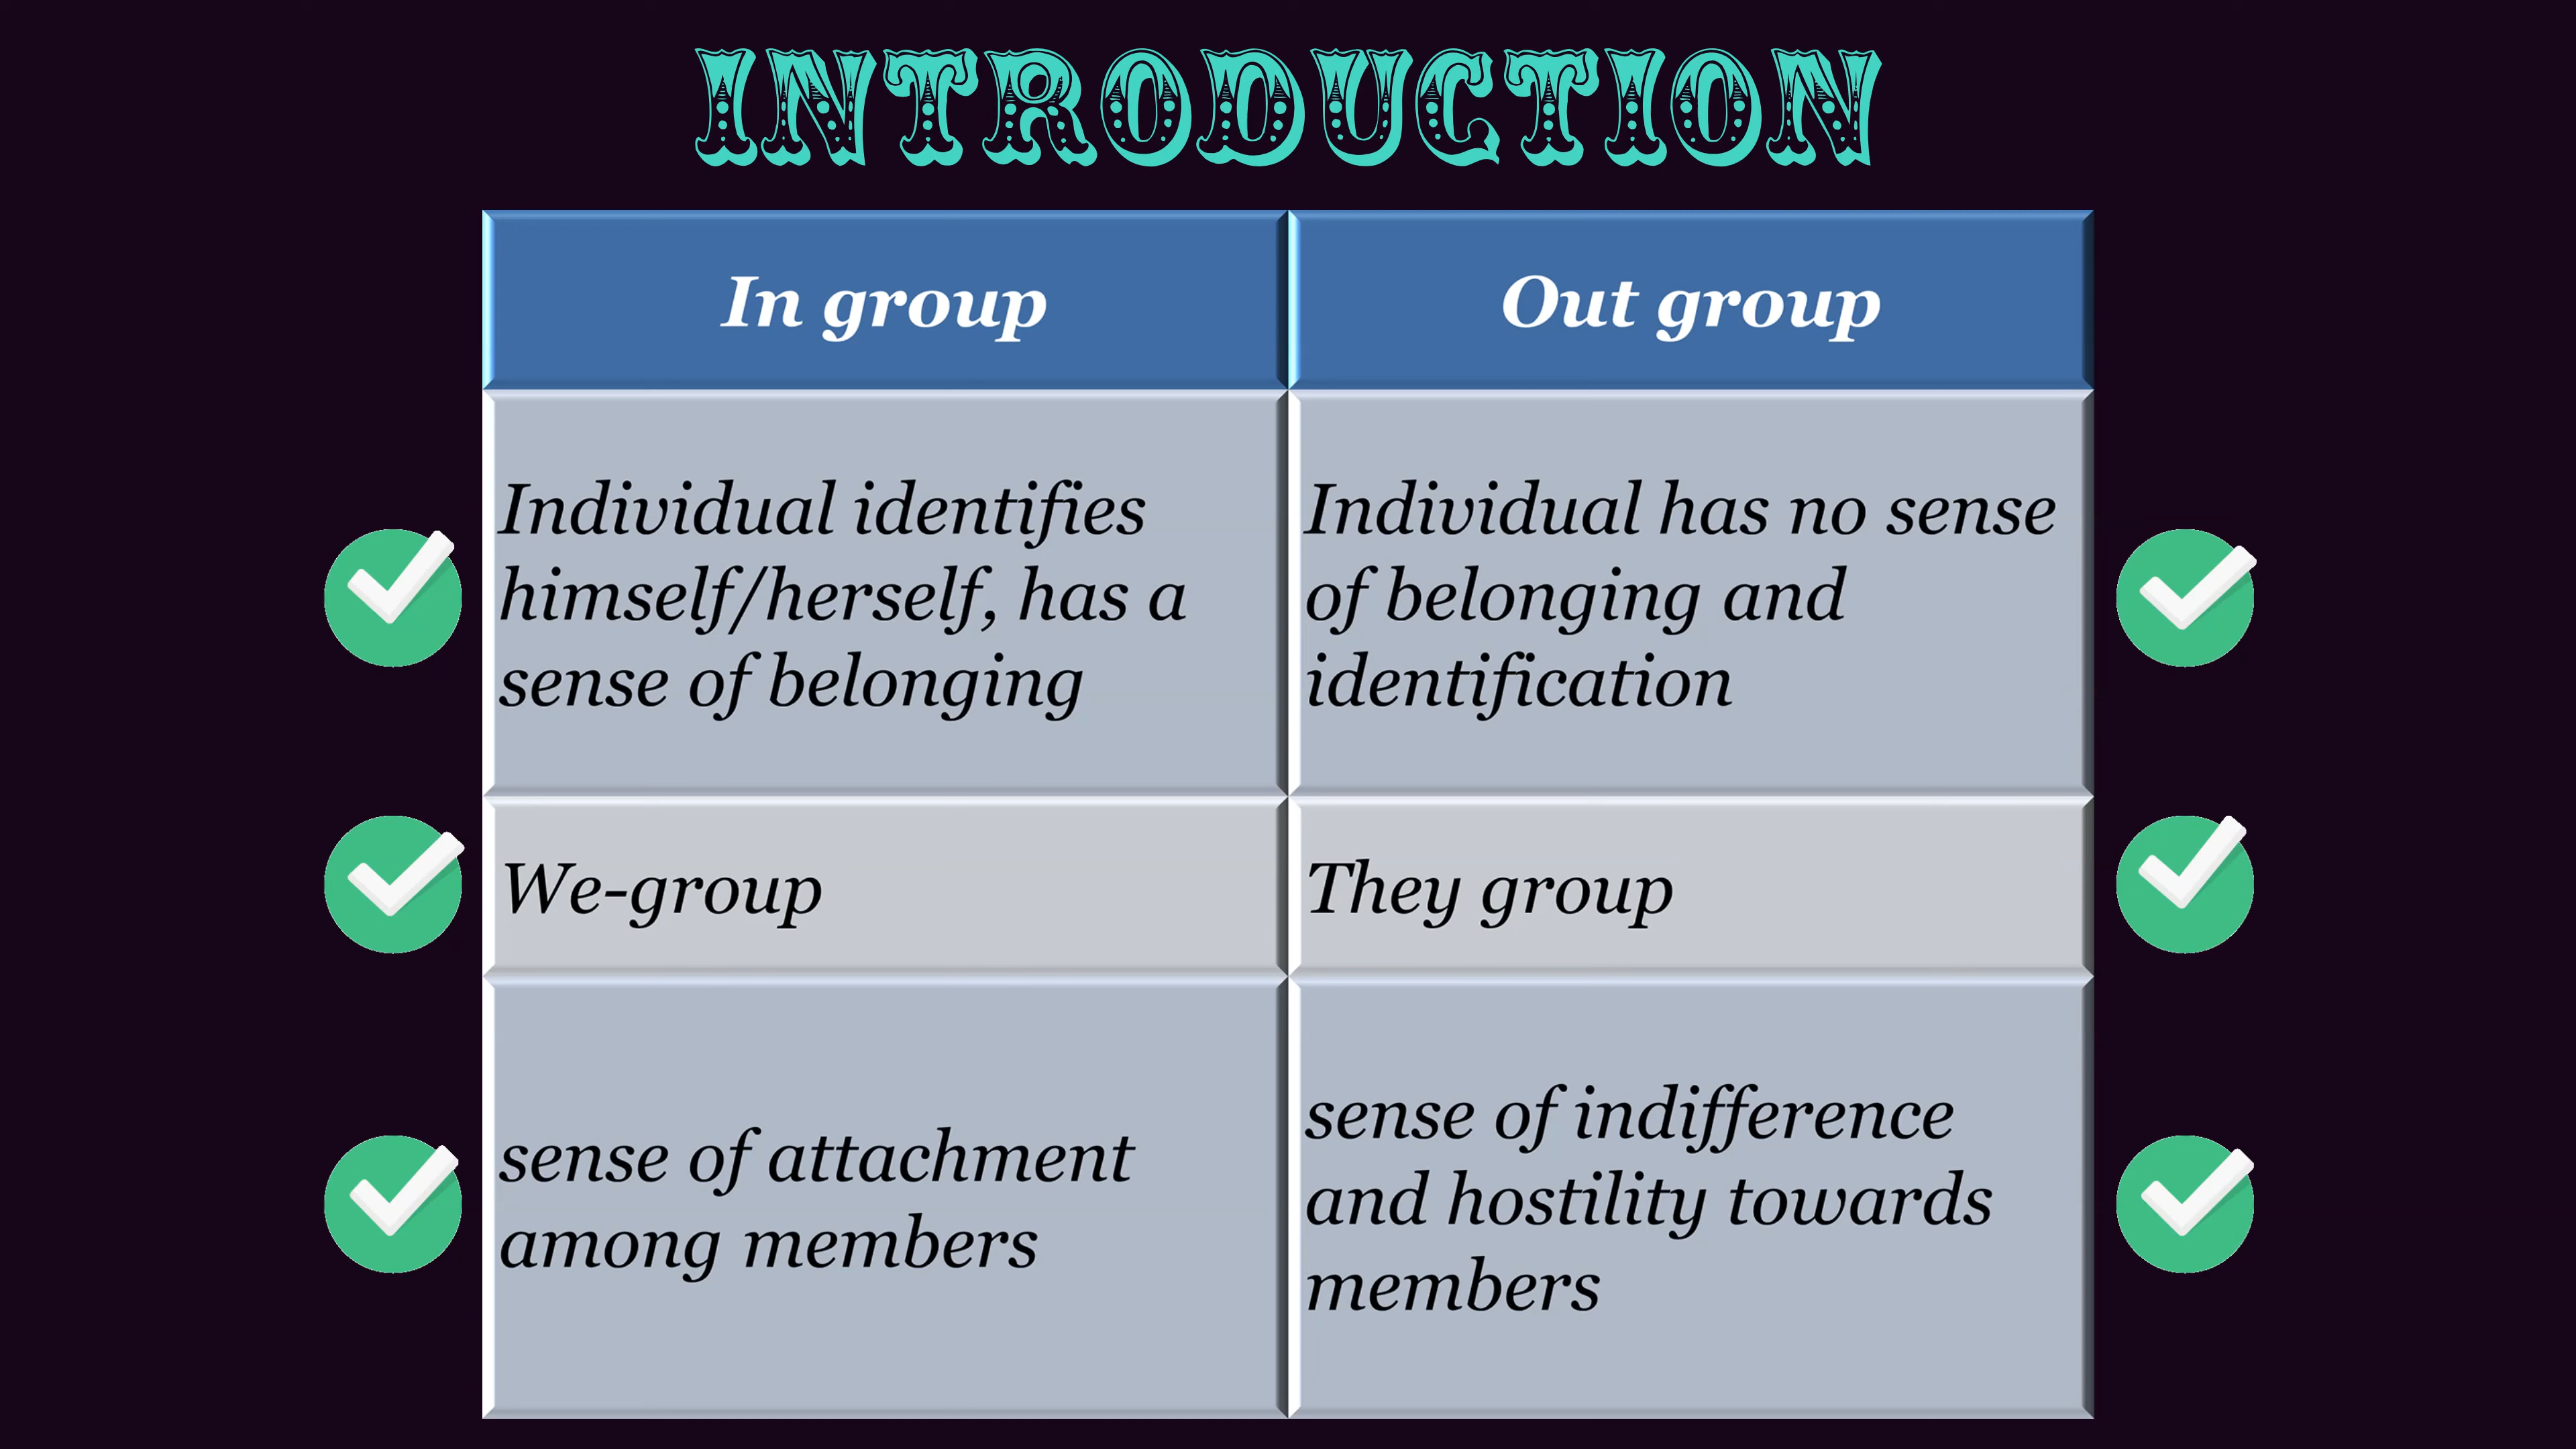 INTRODUCTION
In group
Out group
Individual identifies
himself/herself, has a
sense of belonging
Individual has no sense
of belonging and
identification
We-group
They group
sense of attachment
among members
sense of indifference
and hostility towards
members